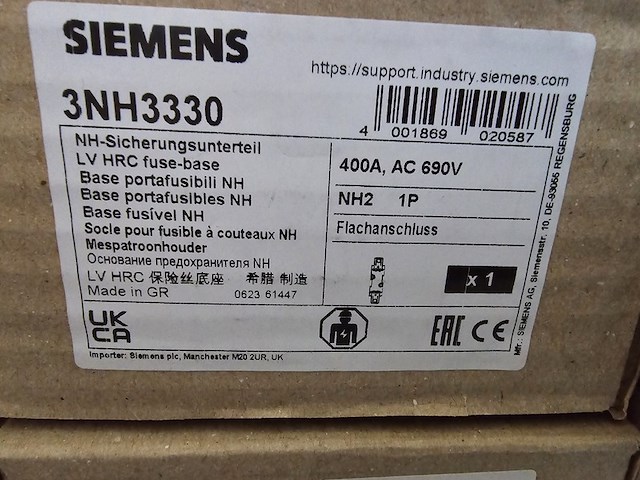 SIEMENS
https://support.industry.siemens.com
3NH3330
4 001869 020587
NH-Sicherungsunterteil
LV HRC fuse-base
Base portafusibili NH
Base portafusibles NH
Base fusível NH
Socle pour fusible à couteaux NH
Mespatroonhouder
Основание предохранителя NH
LV HRC 保险丝底座 希腊 制造
Made in GR 0623 61447
400A, AC 690V
NH2 1P
Flachanschluss
x 1
UK
CA
EAC CE
Importer: Siemens plc, Manchester M20 2UR, UK
Mfr.: SIEMENS AG, Siemensstr. 10, DE-93055 REGENSBURG